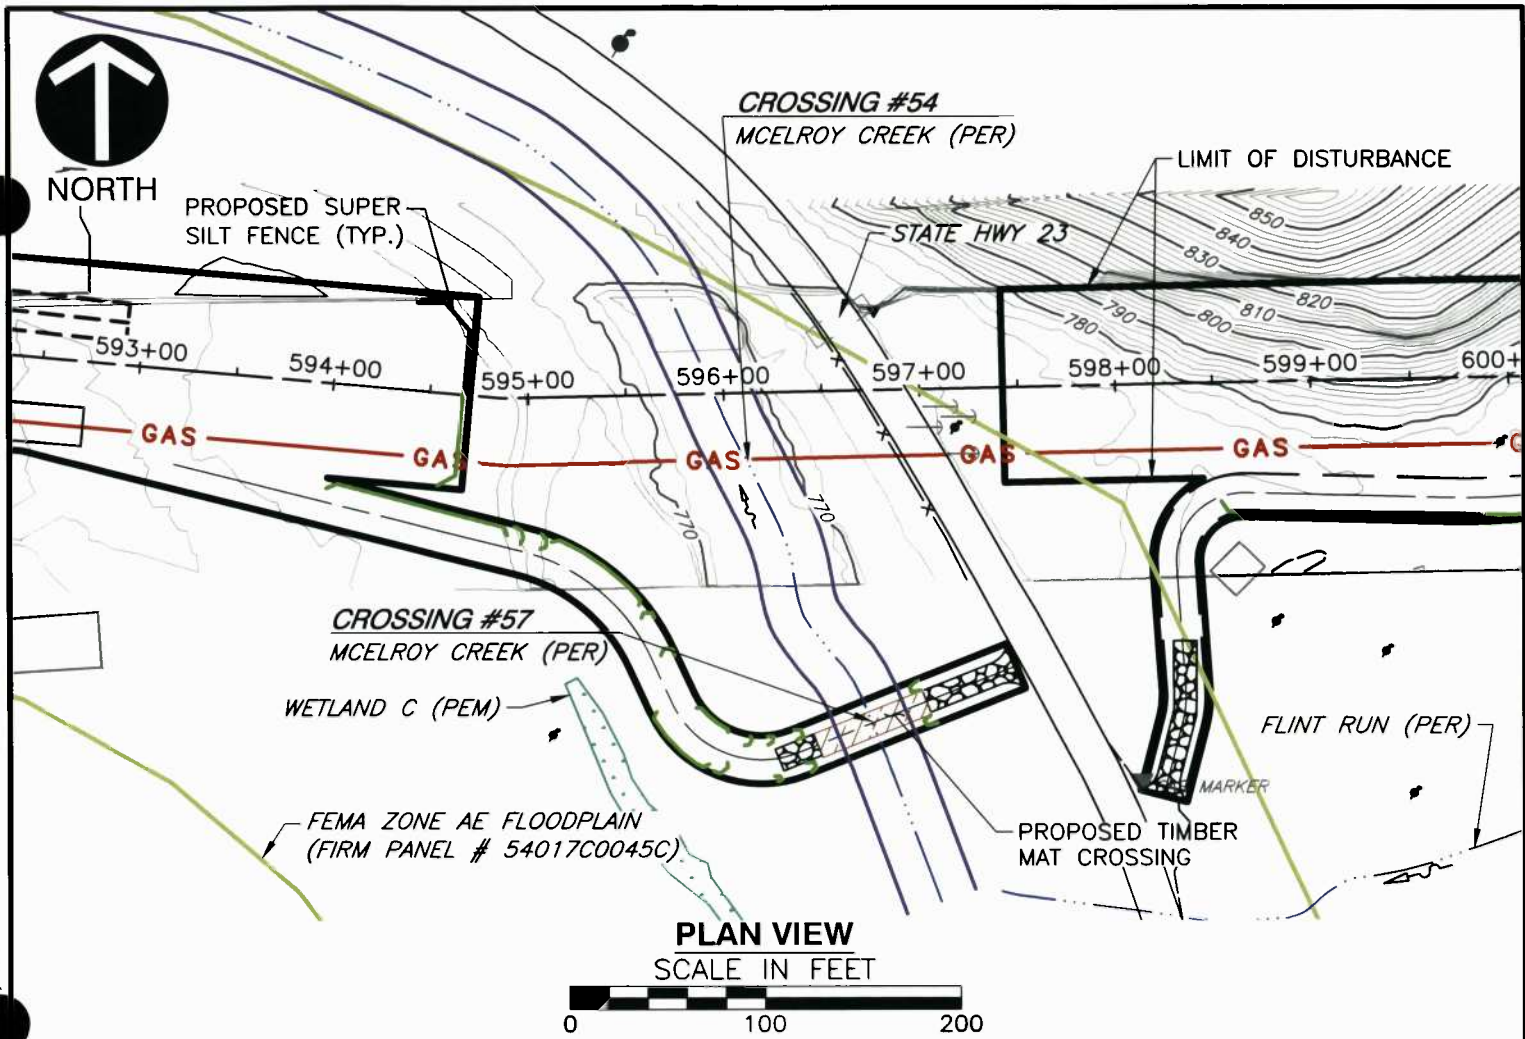 NORTH
CROSSING #54
MCELROY CREEK (PER)
LIMIT OF DISTURBANCE
PROPOSED SUPER
SILT FENCE (TYP.)
STATE HWY 23
850
840
830
820
810
800
790
780
593+00
594+00
595+00
596+00
597+00
598+00
599+00
600+
GAS
GAS
GAS
GAS
GAS
G
770
770
CROSSING #57
MCELROY CREEK (PER)
WETLAND C (PEM)
FLINT RUN (PER)
MARKER
FEMA ZONE AE FLOODPLAIN
(FIRM PANEL # 54017C0045C)
PROPOSED TIMBER
MAT CROSSING
PLAN VIEW
SCALE IN FEET
0 100 200